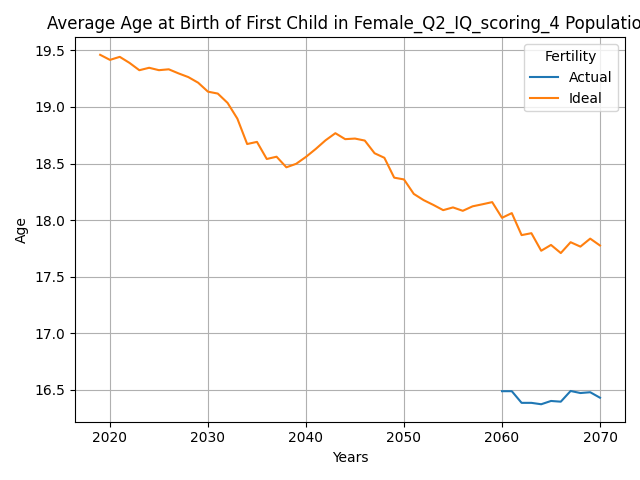 Average Age at Birth of First Child in Female_Q2_IQ_scoring_4 Populatio
Fertility
Actual
Ideal
19.5
19.0
18.5
18.0
17.5
17.0
16.5
Age
2020 2030 2040 2050 2060 2070
Years